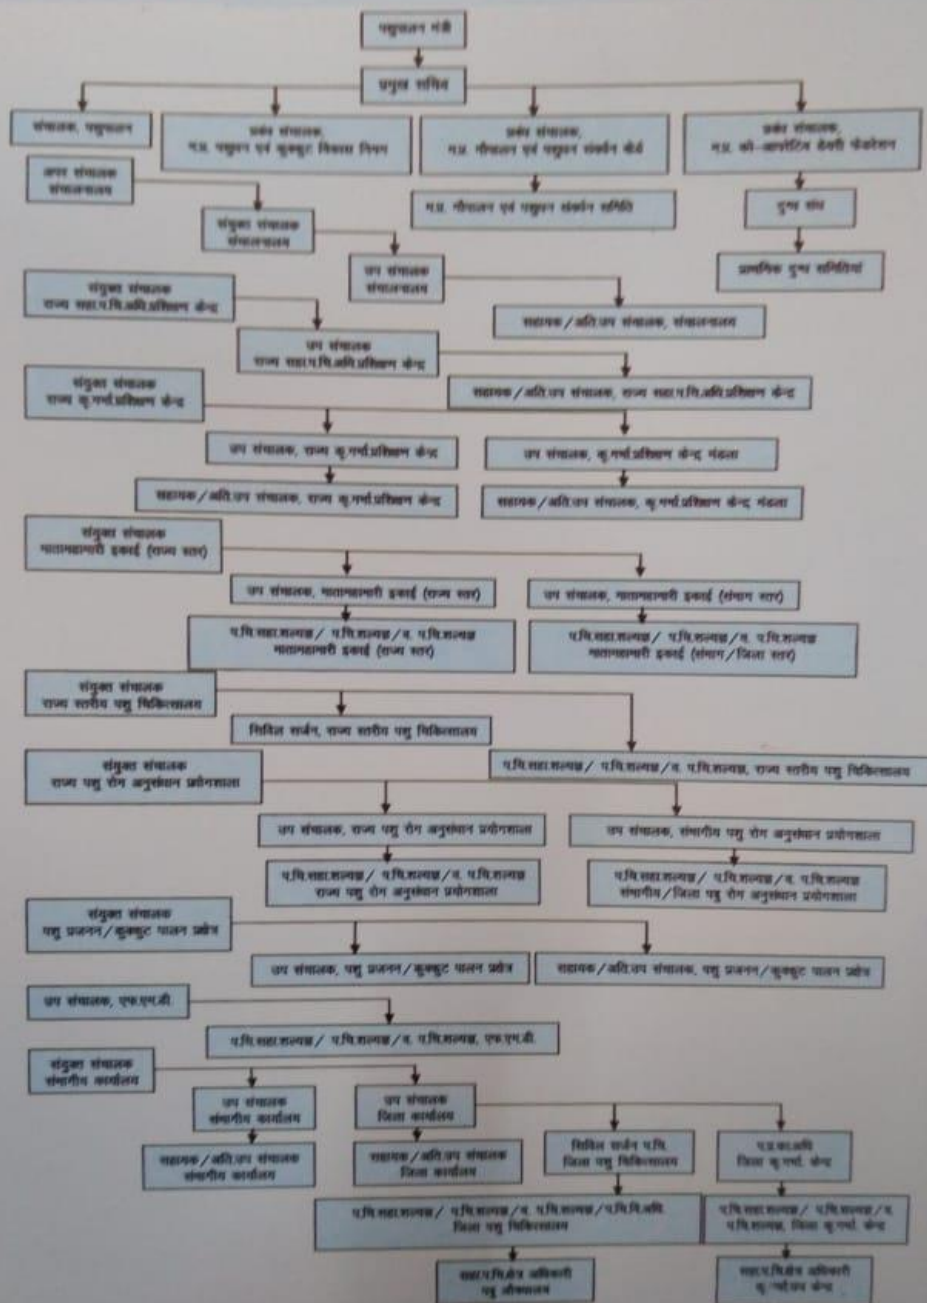 पशुपालन मंत्री
प्रमुख सचिव
संचालक, पशुपालन
प्रबंध संचालक,
म.प्र. पशुधन एवं कुक्कुट विकास निगम
प्रबंध संचालक,
म.प्र. गौपालन एवं पशुधन संवर्धन बोर्ड
प्रबंध संचालक,
म.प्र. को-आपरेटिव डेयरी फेडरेशन
अपर संचालक
संचालनालय
म.प्र. गौपालन एवं पशुधन संवर्धन समिति
दुग्ध संघ
संयुक्त संचालक
संचालनालय
प्राथमिक दुग्ध समितियां
उप संचालक
संचालनालय
संयुक्त संचालक
राज्य सहा.प.चि.अधि.प्रशिक्षण केन्द्र
सहायक/अति.उप संचालक, संचालनालय
उप संचालक
राज्य सहा.प.चि.अधि.प्रशिक्षण केन्द्र
संयुक्त संचालक
राज्य कृ.गर्भा.प्रशिक्षण केन्द्र
सहायक/अति.उप संचालक, राज्य सहा.प.चि.अधि.प्रशिक्षण केन्द्र
उप संचालक, राज्य कृ.गर्भा.प्रशिक्षण केन्द्र
उप संचालक, कृ.गर्भा.प्रशिक्षण केन्द्र मंडला
सहायक/अति.उप संचालक, राज्य कृ.गर्भा.प्रशिक्षण केन्द्र
सहायक/अति.उप संचालक, कृ.गर्भा.प्रशिक्षण केन्द्र मंडला
संयुक्त संचालक
मातामहामारी इकाई (राज्य स्तर)
उप संचालक, मातामहामारी इकाई (राज्य स्तर)
उप संचालक, मातामहामारी इकाई (संभाग स्तर)
प.चि.सहा.शल्यज्ञ/ प.चि.शल्यज्ञ/व. प.चि.शल्यज्ञ
मातामहामारी इकाई (राज्य स्तर)
प.चि.सहा.शल्यज्ञ/ प.चि.शल्यज्ञ/व. प.चि.शल्यज्ञ
मातामहामारी इकाई (संभाग/जिला स्तर)
संयुक्त संचालक
राज्य स्तरीय पशु चिकित्सालय
सिविल सर्जन, राज्य स्तरीय पशु चिकित्सालय
प.चि.सहा.शल्यज्ञ/ प.चि.शल्यज्ञ/व. प.चि.शल्यज्ञ, राज्य स्तरीय पशु चिकित्सालय
संयुक्त संचालक
राज्य पशु रोग अनुसंधान प्रयोगशाला
उप संचालक, राज्य पशु रोग अनुसंधान प्रयोगशाला
उप संचालक, संभागीय पशु रोग अनुसंधान प्रयोगशाला
प.चि.सहा.शल्यज्ञ/ प.चि.शल्यज्ञ/व. प.चि.शल्यज्ञ
राज्य पशु रोग अनुसंधान प्रयोगशाला
प.चि.सहा.शल्यज्ञ/ प.चि.शल्यज्ञ/व. प.चि.शल्यज्ञ
संभागीय/जिला पशु रोग अनुसंधान प्रयोगशाला
संयुक्त संचालक
पशु प्रजनन/कुक्कुट पालन प्रक्षेत्र
उप संचालक, पशु प्रजनन/कुक्कुट पालन प्रक्षेत्र
सहायक/अति.उप संचालक, पशु प्रजनन/कुक्कुट पालन प्रक्षेत्र
उप संचालक, एफ.एम.डी.
प.चि.सहा.शल्यज्ञ/ प.चि.शल्यज्ञ/व. प.चि.शल्यज्ञ, एफ.एम.डी.
संयुक्त संचालक
संभागीय कार्यालय
उप संचालक
संभागीय कार्यालय
उप संचालक
जिला कार्यालय
सहायक/अति.उप संचालक
संभागीय कार्यालय
सहायक/अति.उप संचालक
जिला कार्यालय
सिविल सर्जन प.चि.
जिला पशु चिकित्सालय
प.प्र.का.अधि
जिला कृ.गर्भा. केन्द्र
प.चि.सहा.शल्यज्ञ/ प.चि.शल्यज्ञ/व. प.चि.शल्यज्ञ/प.चि.वि.अधि.
जिला पशु चिकित्सालय
प.चि.सहा.शल्यज्ञ/ प.चि.शल्यज्ञ/व.
प.चि.शल्यज्ञ, जिला कृ.गर्भा. केन्द्र
सहा.प.चि.क्षेत्र अधिकारी
पशु औषधालय
सहा.प.चि.क्षेत्र अधिकारी
कृ.गर्भा.उप केन्द्र